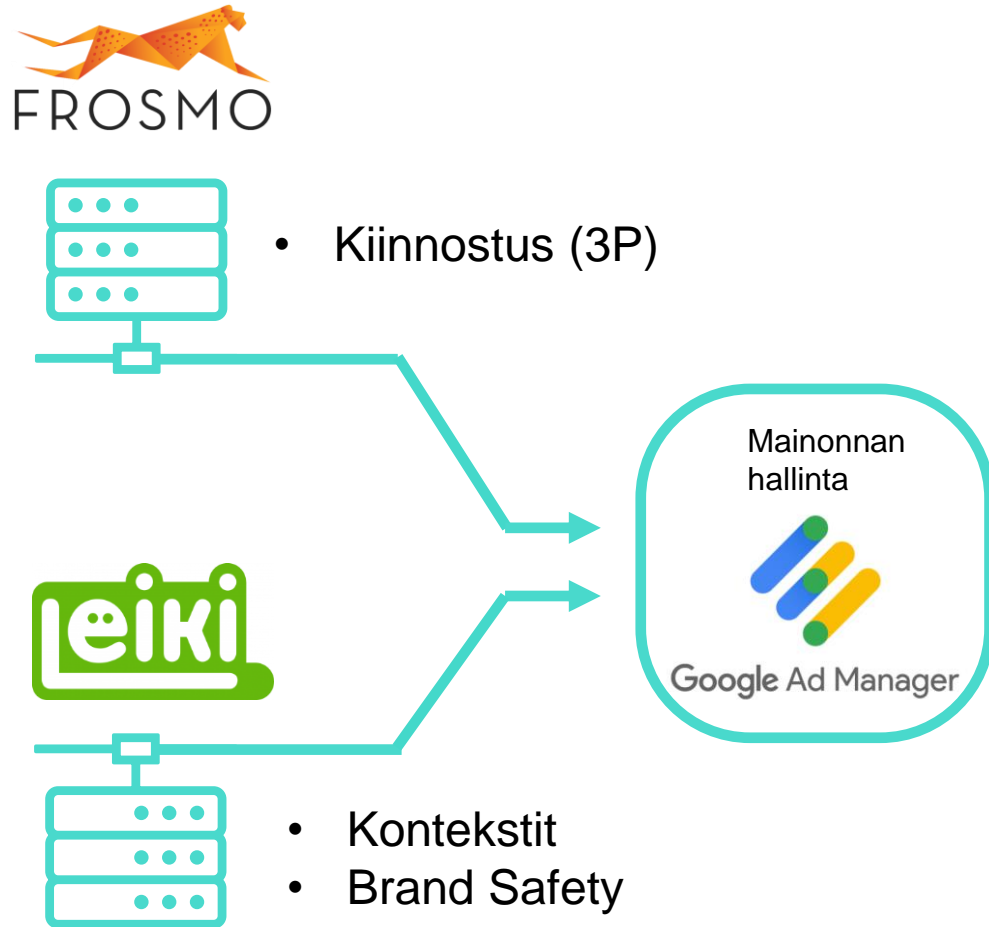 FROSMO
• Kiinnostus (3P)
Mainonnan
hallinta
Google Ad Manager
Leiki
• Kontekstit
• Brand Safety